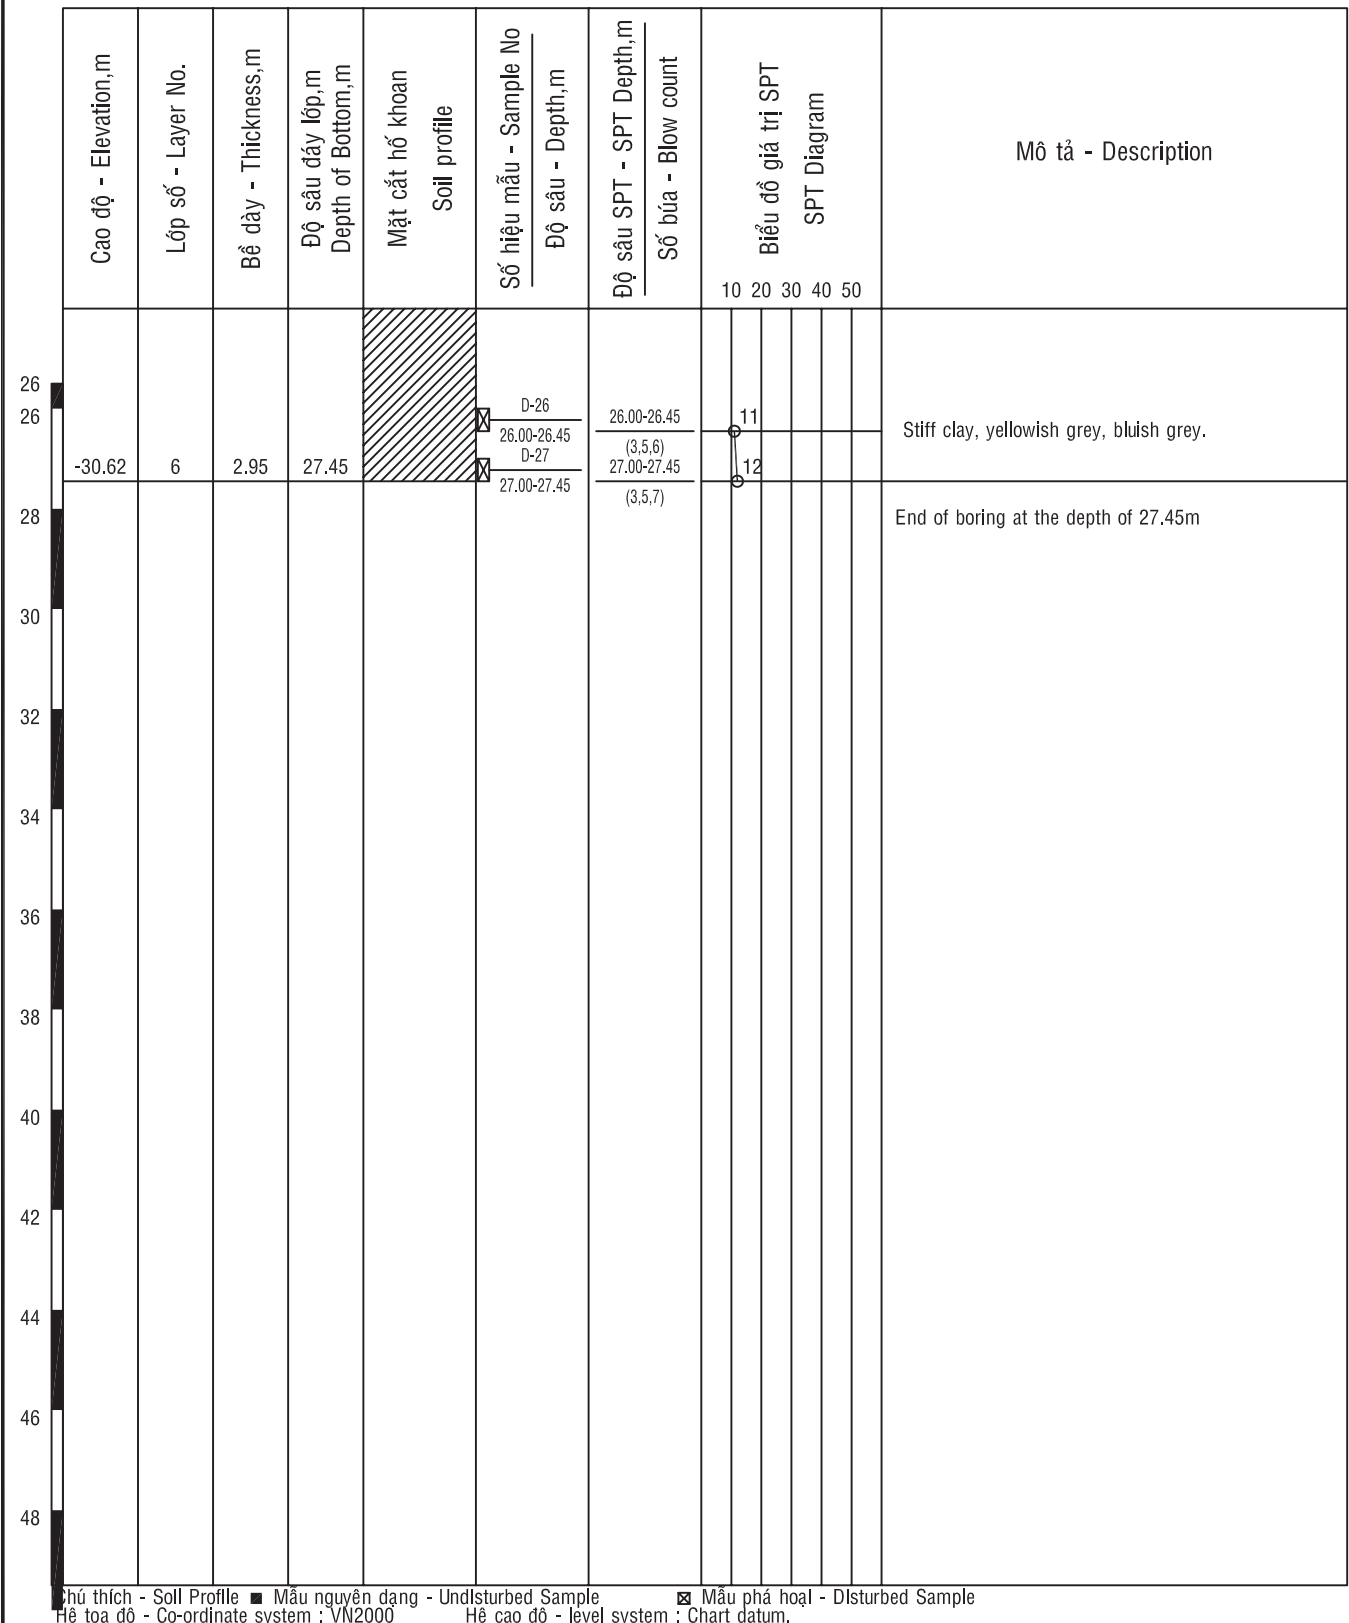 Cao độ - Elevation,m
Lớp số - Layer No.
Bề dày - Thickness,m
Độ sâu đáy lớp,m
Depth of Bottom,m
Mặt cắt hố khoan
Soil profile
Số hiệu mẫu - Sample No
Độ sâu - Depth,m
Độ sâu SPT - SPT Depth,m
Số búa - Blow count
Biểu đồ giá trị SPT
SPT Diagram
10 20 30 40 50
Mô tả - Description
26
26
D-26
26.00-26.45
26.00-26.45
(3,5,6)
11
Stiff clay, yellowish grey, bluish grey.
-30.62 6 2.95 27.45
D-27
27.00-27.45
27.00-27.45
(3,5,7)
12
28
End of boring at the depth of 27.45m
30
32
34
36
38
40
42
44
46
48
Chú thích - Soil Profile Mẫu nguyên dạng - Undisturbed Sample Mẫu phá hoại - Disturbed Sample
Hệ tọa độ - Co-ordinate system : VN2000 Hệ cao độ - level system : Chart datum.